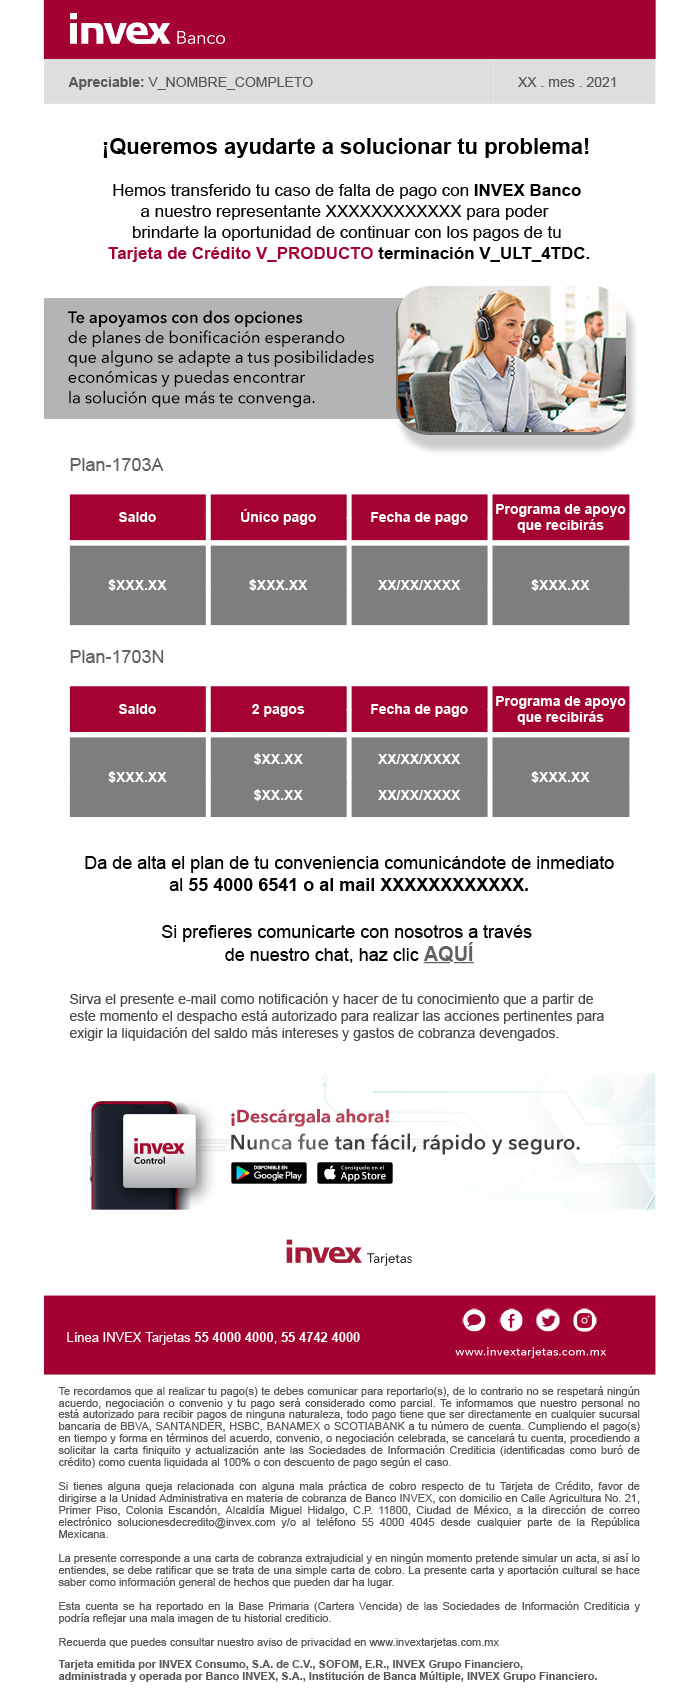 invex Banco
Apreciable: V_NOMBRE_COMPLETO
XX . mes . 2021
¡Queremos ayudarte a solucionar tu problema!
Hemos transferido tu caso de falta de pago con INVEX Banco
a nuestro representante XXXXXXXXXXXX para poder
brindarte la oportunidad de continuar con los pagos de tu
Tarjeta de Crédito V_PRODUCTO terminación V_ULT_4TDC.
Te apoyamos con dos opciones
de planes de bonificación esperando
que alguno se adapte a tus posibilidades
económicas y puedas encontrar
la solución que más te convenga.
Plan-1703A
Saldo
Único pago
Fecha de pago
Programa de apoyo
que recibirás
$XXX.XX
$XXX.XX
XX/XX/XXXX
$XXX.XX
Plan-1703N
Saldo
2 pagos
Fecha de pago
Programa de apoyo
que recibirás
$XXX.XX
$XX.XX
$XX.XX
XX/XX/XXXX
XX/XX/XXXX
$XXX.XX
Da de alta el plan de tu conveniencia comunicándote de inmediato
al 55 4000 6541 o al mail XXXXXXXXXXXX.
Si prefieres comunicarte con nosotros a través
de nuestro chat, haz clic AQUÍ
Sirva el presente e-mail como notificación y hacer de tu conocimiento que a partir de
este momento el despacho está autorizado para realizar las acciones pertinentes para
exigir la liquidación del saldo más intereses y gastos de cobranza devengados.
invex
Control
¡Descárgala ahora!
Nunca fue tan fácil, rápido y seguro.
DISPONIBLE EN
Google Play
Consíguelo en el
App Store
invex Tarjetas
Línea INVEX Tarjetas 55 4000 4000, 55 4742 4000
www.invextarjetas.com.mx
Te recordamos que al realizar tu pago(s) te debes comunicar para reportarlo(s), de lo contrario no se respetará ningún
acuerdo, negociación o convenio y tu pago será considerado como parcial. Te informamos que nuestro personal no
está autorizado para recibir pagos de ninguna naturaleza, todo pago tiene que ser directamente en cualquier sucursal
bancaria de BBVA, SANTANDER, HSBC, BANAMEX o SCOTIABANK a tu número de cuenta. Cumpliendo el pago(s)
en tiempo y forma en términos del acuerdo, convenio, o negociación celebrada, se cancelará tu cuenta, procediendo a
solicitar la carta finiquito y actualización ante las Sociedades de Información Crediticia (identificadas como buró de
crédito) como cuenta liquidada al 100% o con descuento de pago según el caso.
Si tienes alguna queja relacionada con alguna mala práctica de cobro respecto de tu Tarjeta de Crédito, favor de
dirigirse a la Unidad Administrativa en materia de cobranza de Banco INVEX, con domicilio en Calle Agricultura No. 21,
Primer Piso, Colonia Escandón, Alcaldía Miguel Hidalgo, C.P. 11800, Ciudad de México, a la dirección de correo
electrónico solucionesdecredito@invex.com y/o al teléfono 55 4000 4045 desde cualquier parte de la República
Mexicana.
La presente corresponde a una carta de cobranza extrajudicial y en ningún momento pretende simular un acta, si así lo
entiendes, se debe ratificar que se trata de una simple carta de cobro. La presente carta y aportación cultural se hace
saber como información general de hechos que pueden dar ha lugar.
Esta cuenta se ha reportado en la Base Primaria (Cartera Vencida) de las Sociedades de Información Crediticia y
podría reflejar una mala imagen de tu historial crediticio.
Recuerda que puedes consultar nuestro aviso de privacidad en www.invextarjetas.com.mx
Tarjeta emitida por INVEX Consumo, S.A. de C.V., SOFOM, E.R., INVEX Grupo Financiero,
administrada y operada por Banco INVEX, S.A., Institución de Banca Múltiple, INVEX Grupo Financiero.